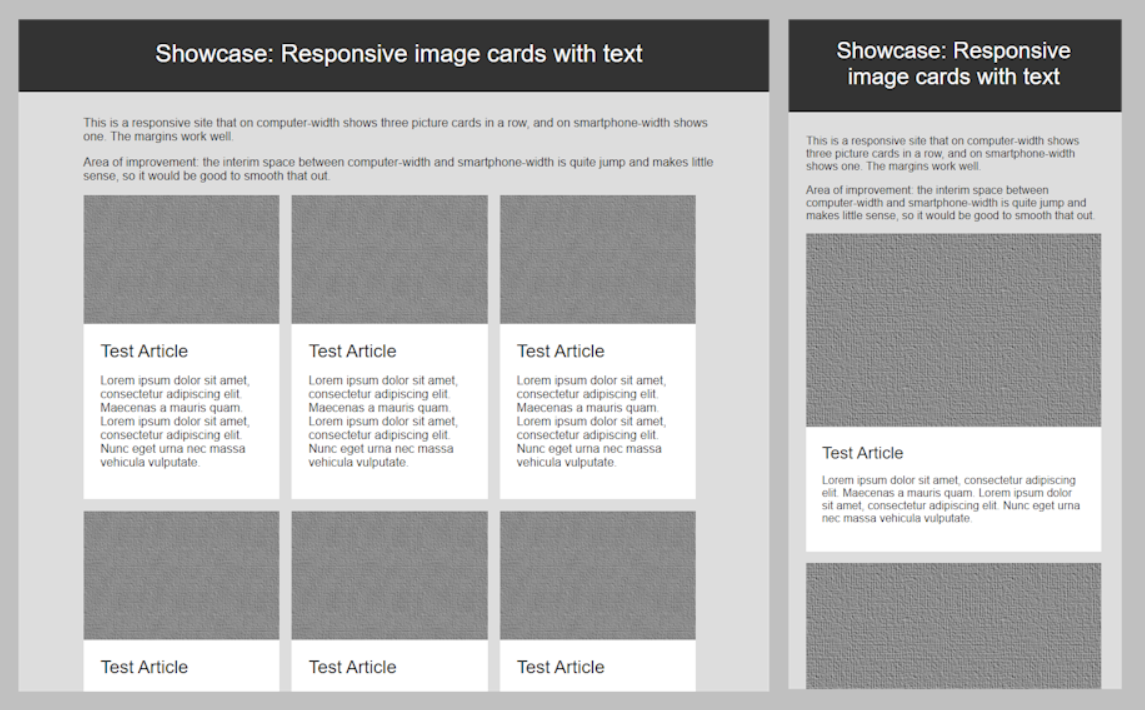 Showcase: Responsive image cards with text
This is a responsive site that on computer-width shows three picture cards in a row, and on smartphone-width shows
one. The margins work well.
Area of improvement: the interim space between computer-width and smartphone-width is quite jump and makes little
sense, so it would be good to smooth that out.
Test Article
Lorem ipsum dolor sit amet,
consectetur adipiscing elit.
Maecenas a mauris quam.
Lorem ipsum dolor sit amet,
consectetur adipiscing elit.
Nunc eget urna nec massa
vehicula vulputate.
Test Article
Lorem ipsum dolor sit amet,
consectetur adipiscing elit.
Maecenas a mauris quam.
Lorem ipsum dolor sit amet,
consectetur adipiscing elit.
Nunc eget urna nec massa
vehicula vulputate.
Test Article
Lorem ipsum dolor sit amet,
consectetur adipiscing elit.
Maecenas a mauris quam.
Lorem ipsum dolor sit amet,
consectetur adipiscing elit.
Nunc eget urna nec massa
vehicula vulputate.
Test Article
Test Article
Test Article
Showcase: Responsive
image cards with text
This is a responsive site that on computer-width shows
three picture cards in a row, and on smartphone-width
shows one. The margins work well.
Area of improvement: the interim space between
computer-width and smartphone-width is quite jump and
makes little sense, so it would be good to smooth that out.
Test Article
Lorem ipsum dolor sit amet, consectetur adipiscing
elit. Maecenas a mauris quam. Lorem ipsum dolor
sit amet, consectetur adipiscing elit. Nunc eget urna
nec massa vehicula vulputate.